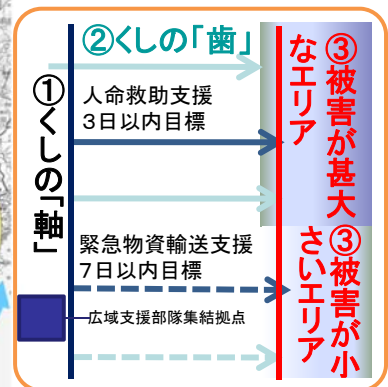 ②くしの「歯」
①くしの「軸」
人命救助支援
3日以内目標
緊急物資輸送支援
7日以内目標
広域支援部隊集結拠点
③被害が甚大
なエリア
③被害が小
さいエリア